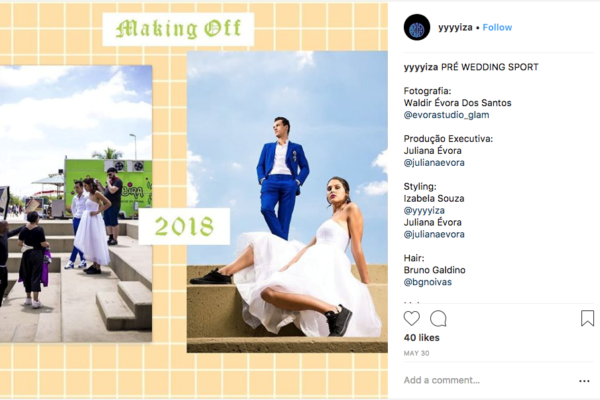 Making Off
2018
yyyyiza • Follow
yyyyiza PRÉ WEDDING SPORT
Fotografia:
Waldir Évora Dos Santos
@evorastudio_glam
Produção Executiva:
Juliana Évora
@julianaevora
Styling:
Izabela Souza
@yyyyiza
Juliana Évora
@julianaevora
Hair:
Bruno Galdino
@bgnoivas
40 likes
MAY 30
Add a comment...